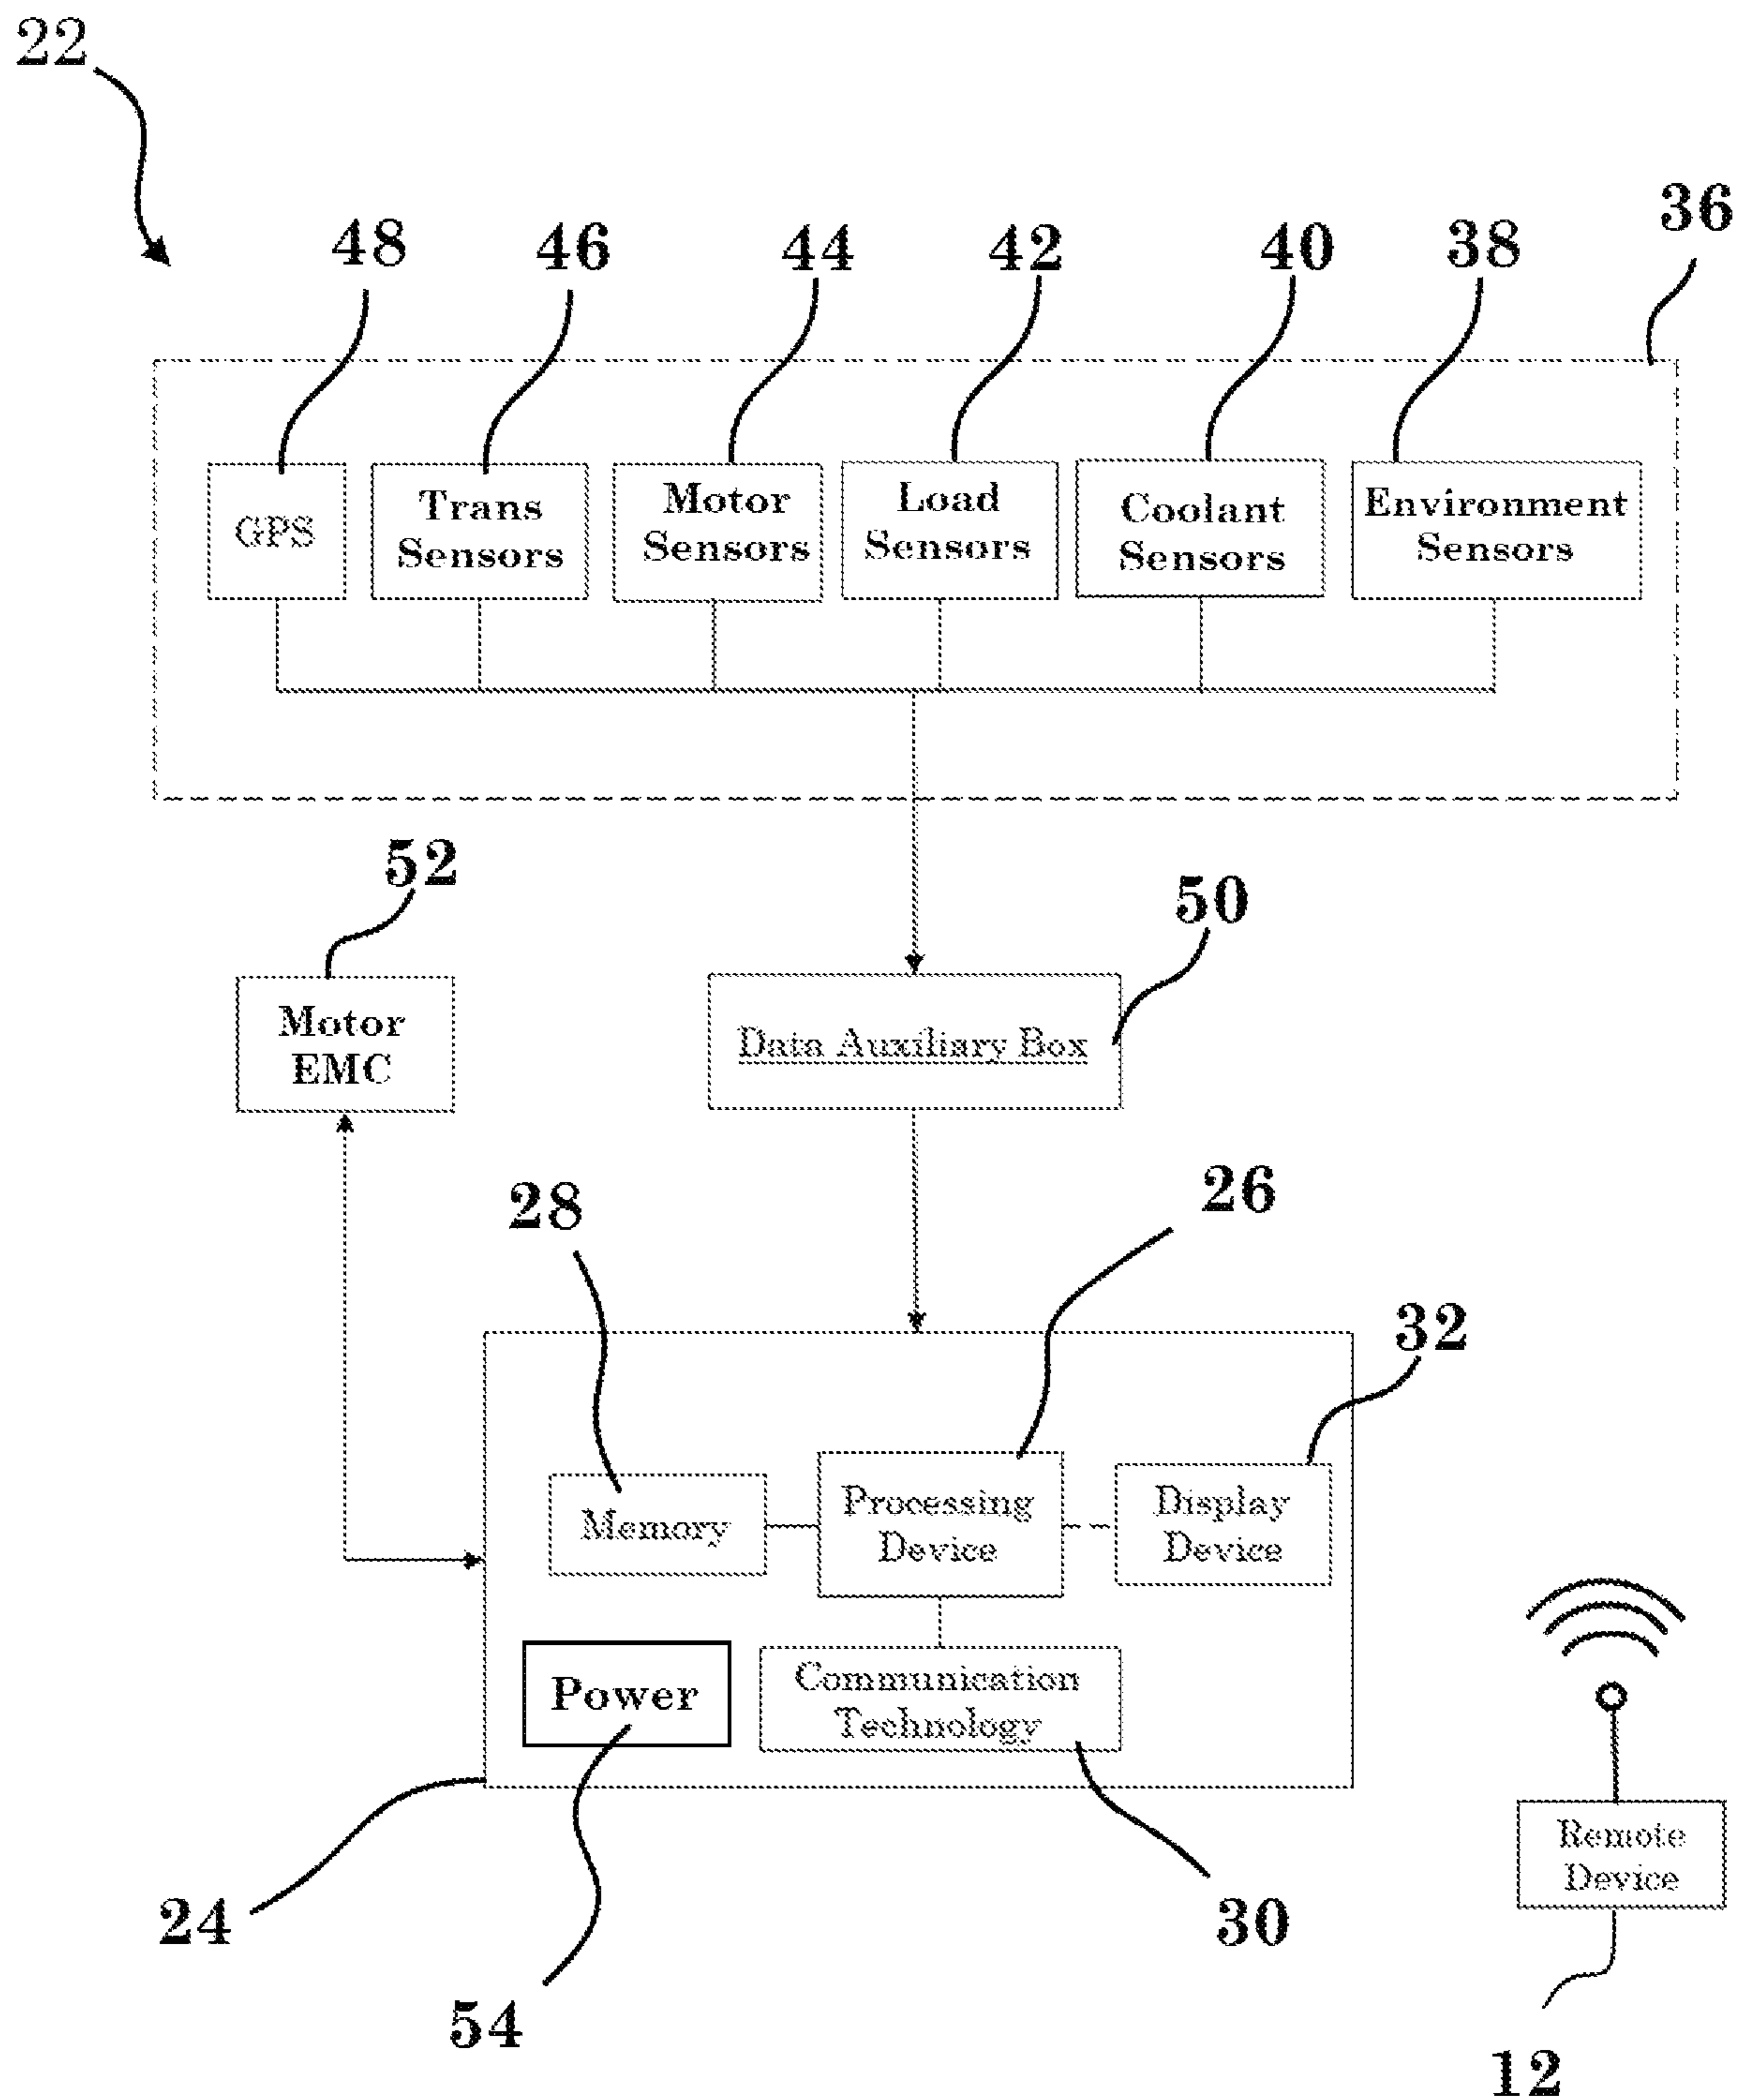 22
36
48
46
44
42
40
38
GPS
Trans
Sensors
Motor
Sensors
Load
Sensors
Coolant
Sensors
Environment
Sensors
52
50
Motor
EMC
Data Auxiliary Box
28
26
32
Memory
Processing
Device
Display
Device
Power
Communication
Technology
Remote
Device
24
30
54
12